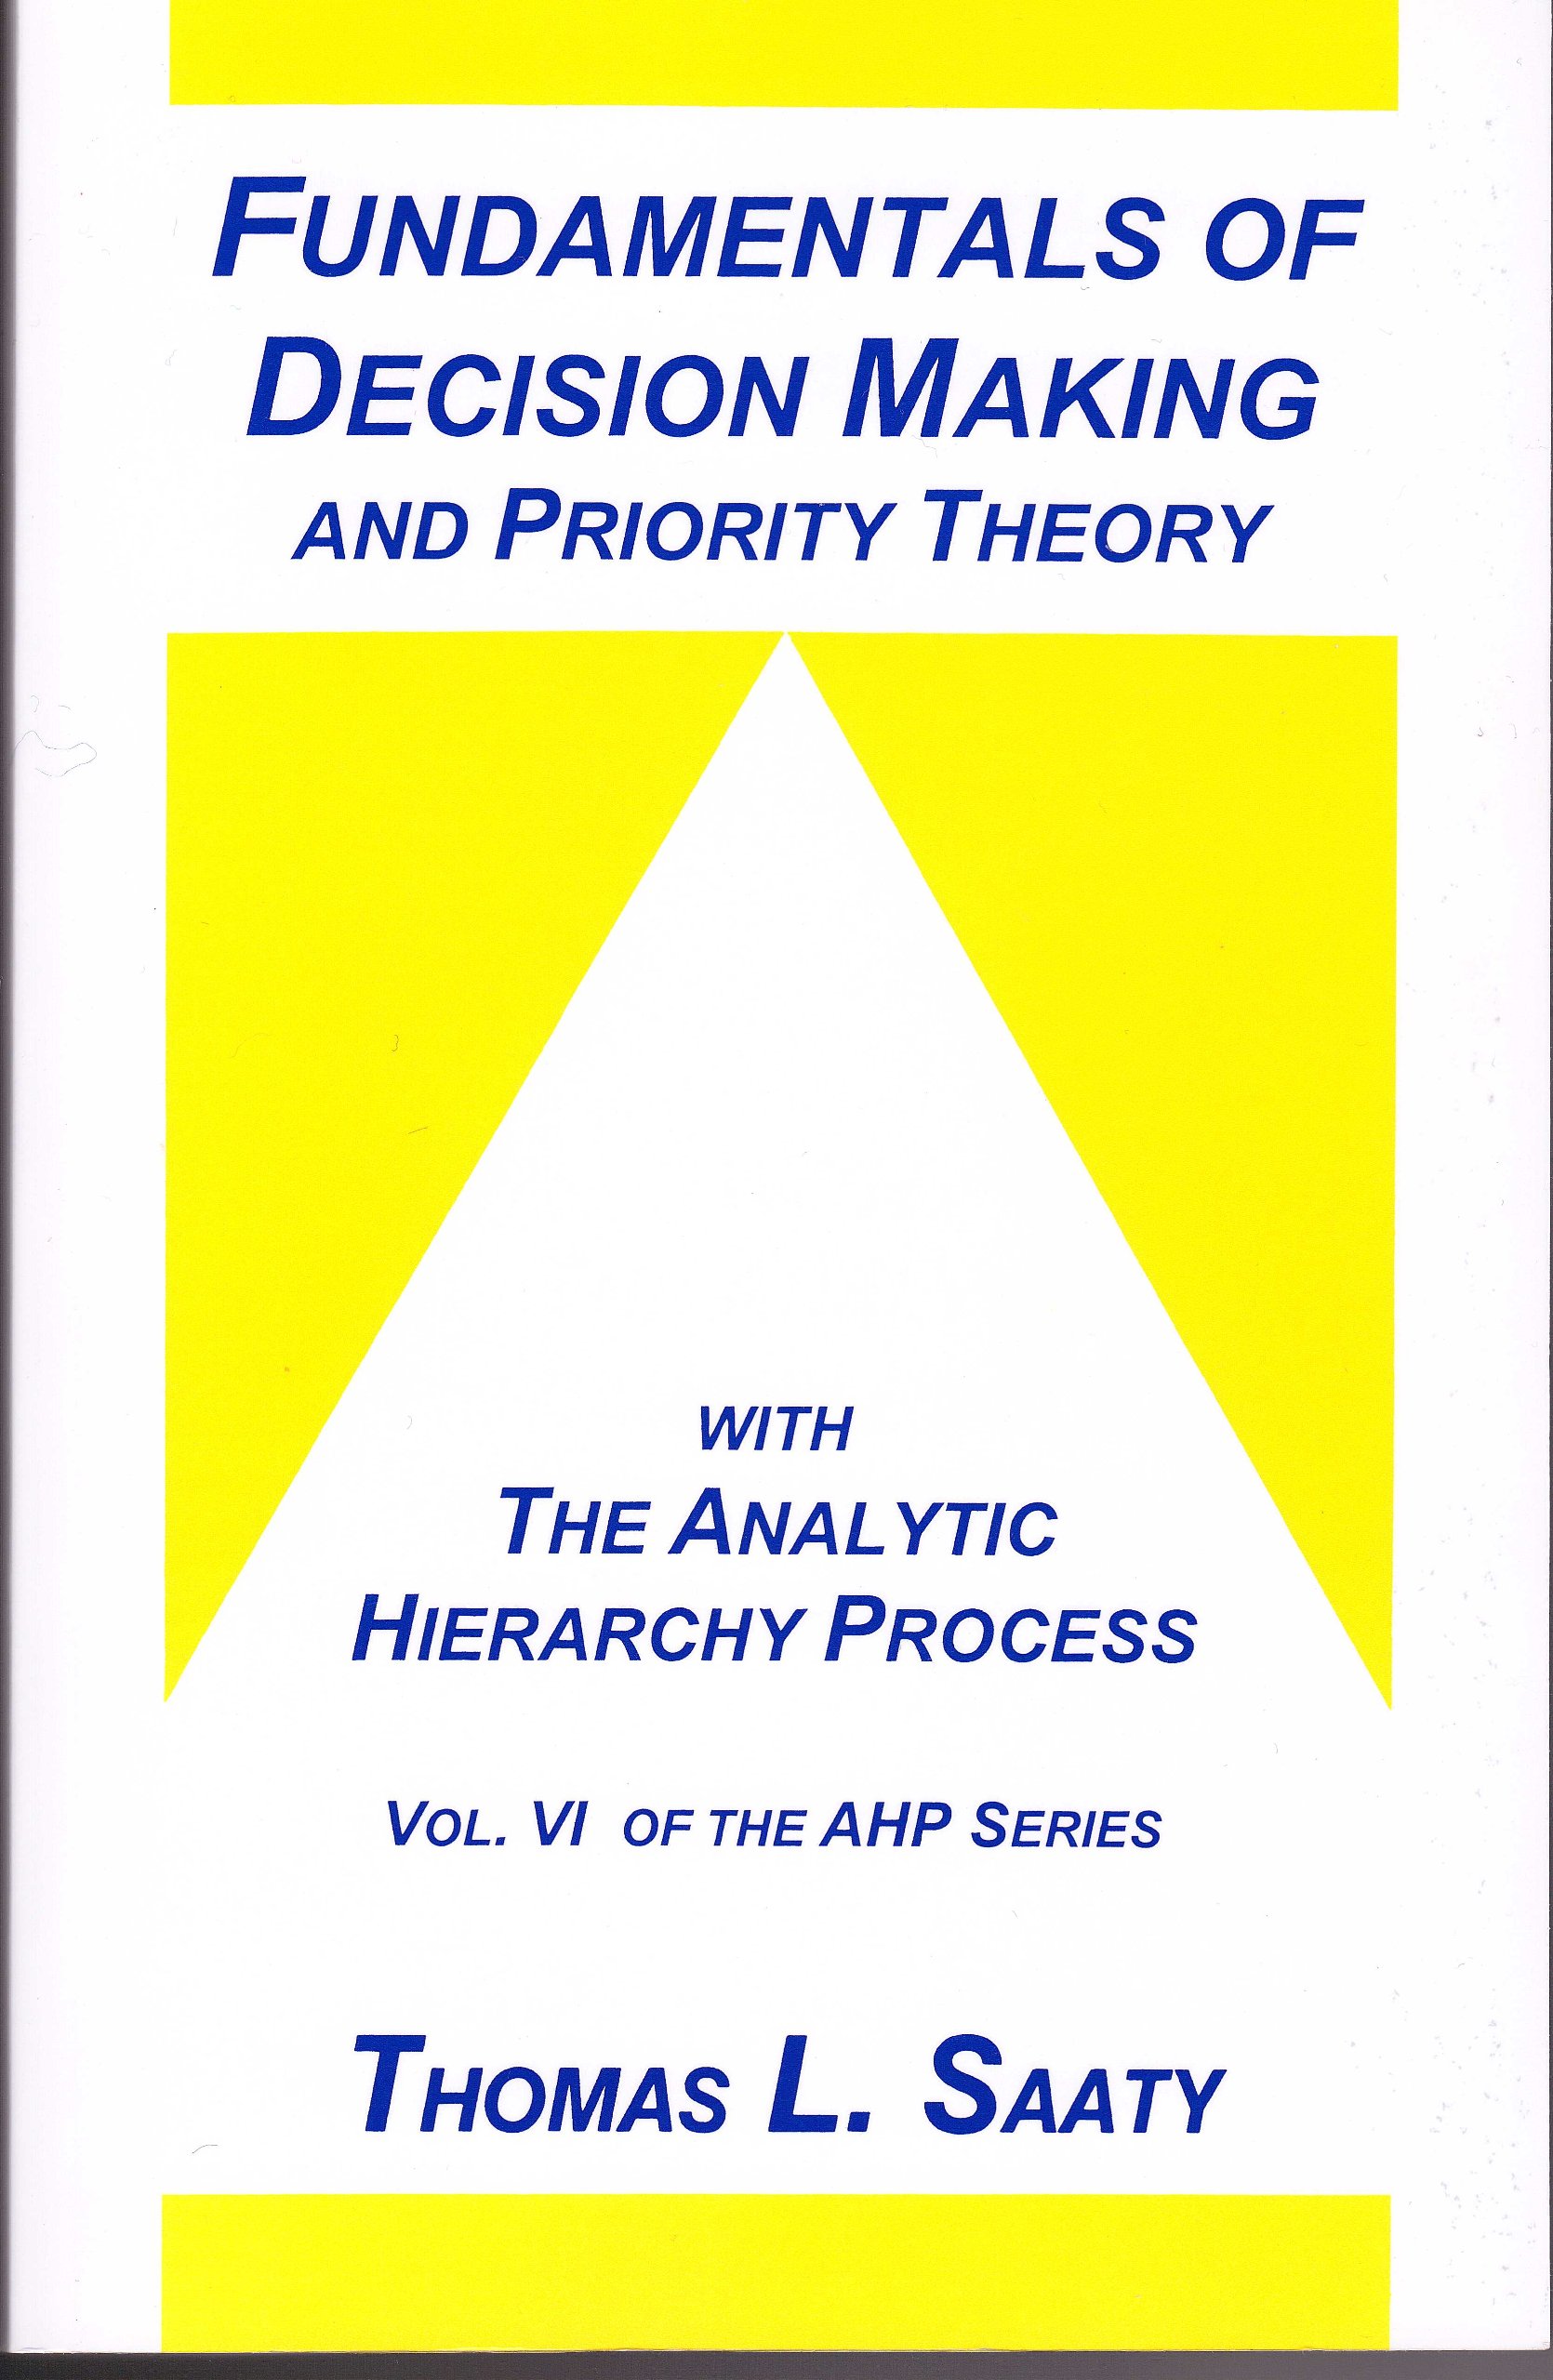 FUNDAMENTALS OF
DECISION MAKING
AND PRIORITY THEORY
WITH
THE ANALYTIC
HIERARCHY PROCESS
VOL. VI OF THE AHP SERIES
THOMAS L. SAATY